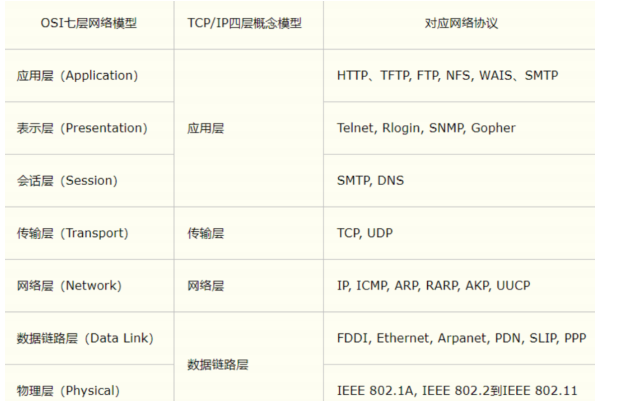 OSI七层网络模型 TCP/IP四层概念模型 对应网络协议
应用层（Application） HTTP、TFTP, FTP, NFS, WAIS、SMTP
表示层（Presentation） 应用层 Telnet, Rlogin, SNMP, Gopher
会话层（Session） SMTP, DNS
传输层（Transport） 传输层 TCP, UDP
网络层（Network） 网络层 IP, ICMP, ARP, RARP, AKP, UUCP
数据链路层（Data Link） FDDI, Ethernet, Arpanet, PDN, SLIP, PPP
数据链路层
物理层（Physical） IEEE 802.1A, IEEE 802.2到IEEE 802.11